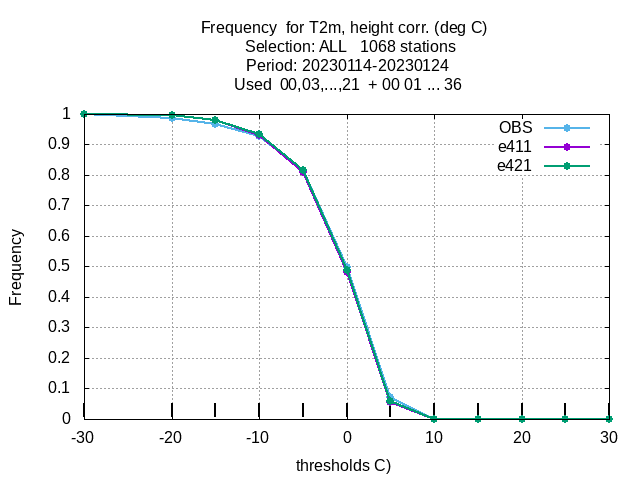 Frequency  for T2m, height corr. (deg C)
Selection: ALL   1068 stations
Period: 20230114-20230124
Used  00,03,...,21  + 00 01 ... 36
OBS
e411
e421
1
0.9
0.8
0.7
0.6
0.5
0.4
0.3
0.2
0.1
0
Frequency
-30 -20 -10 0 10 20 30
thresholds C)